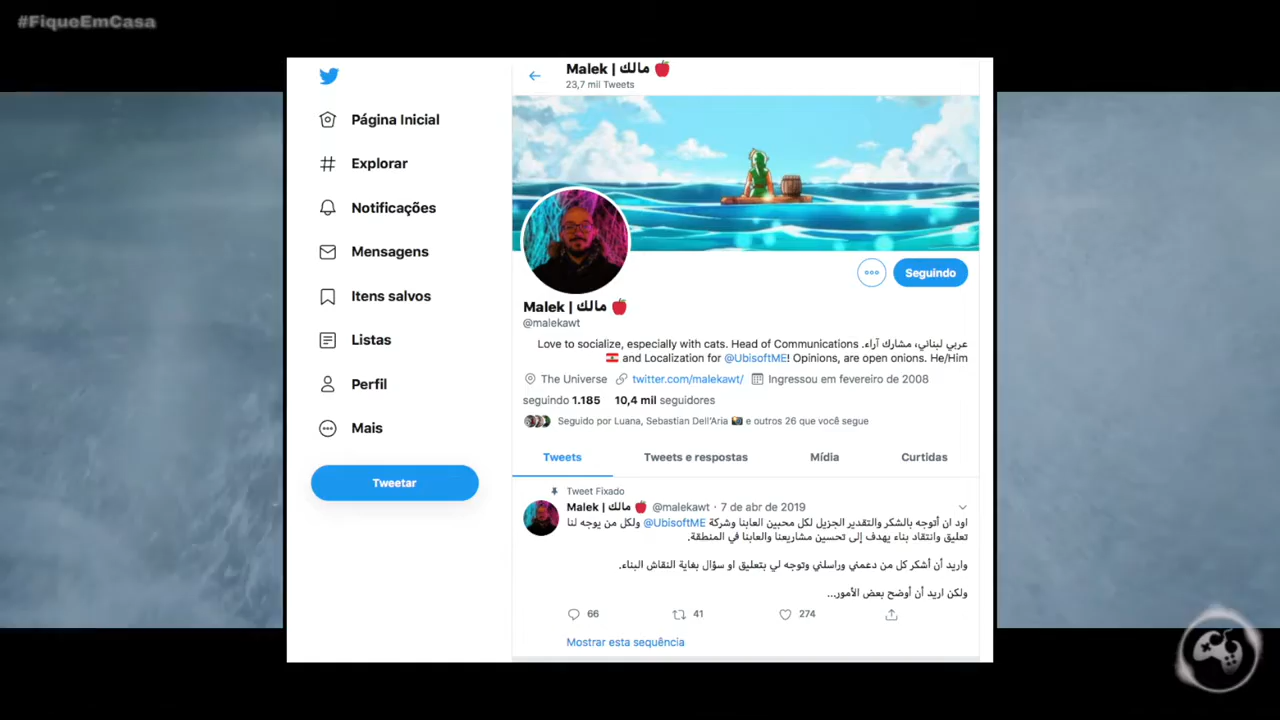 #FiqueEmCasa
Página Inicial
Explorar
Notificações
Mensagens
Itens salvos
Listas
Perfil
Mais
Tweetar
Malek | مالك 🍎
23,7 mil Tweets
Seguindo
Malek | مالك 🍎
@malekawt
Love to socialize, especially with cats. Head of Communications .عربي لبناني، مشارك آراء
🇱🇧 and Localization for @UbisoftME! Opinions, are open onions. He/Him
The Universe twitter.com/malekawt/ Ingressou em fevereiro de 2008
seguindo 1.185 10,4 mil seguidores
Seguido por Luana, Sebastian Dell'Aria 📸 e outros 26 que você segue
Tweets Tweets e respostas Mídia Curtidas
Tweet Fixado
Malek | مالك 🍎 @malekawt · 7 de abr de 2019
اود ان أتوجه بالشكر والتقدير الجزيل لكل محبين العابنا وشركة @UbisoftME ولكل من يوجه لنا
تعليق وانتقاد بناء يهدف إلى تحسين مشاريعنا والعابنا في المنطقة.
واريد أن أشكر كل من دعمني وراسلني وتوجه لي بتعليق او سؤال بغاية النقاش البناء.
ولكن اريد أن أوضح بعض الأمور...
66 41 274
Mostrar esta sequência